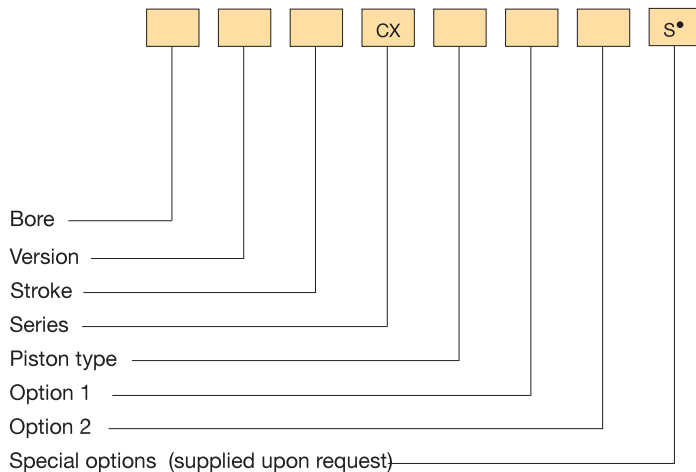 CX S•
Bore
Version
Stroke
Series
Piston type
Option 1
Option 2
Special options (supplied upon request)